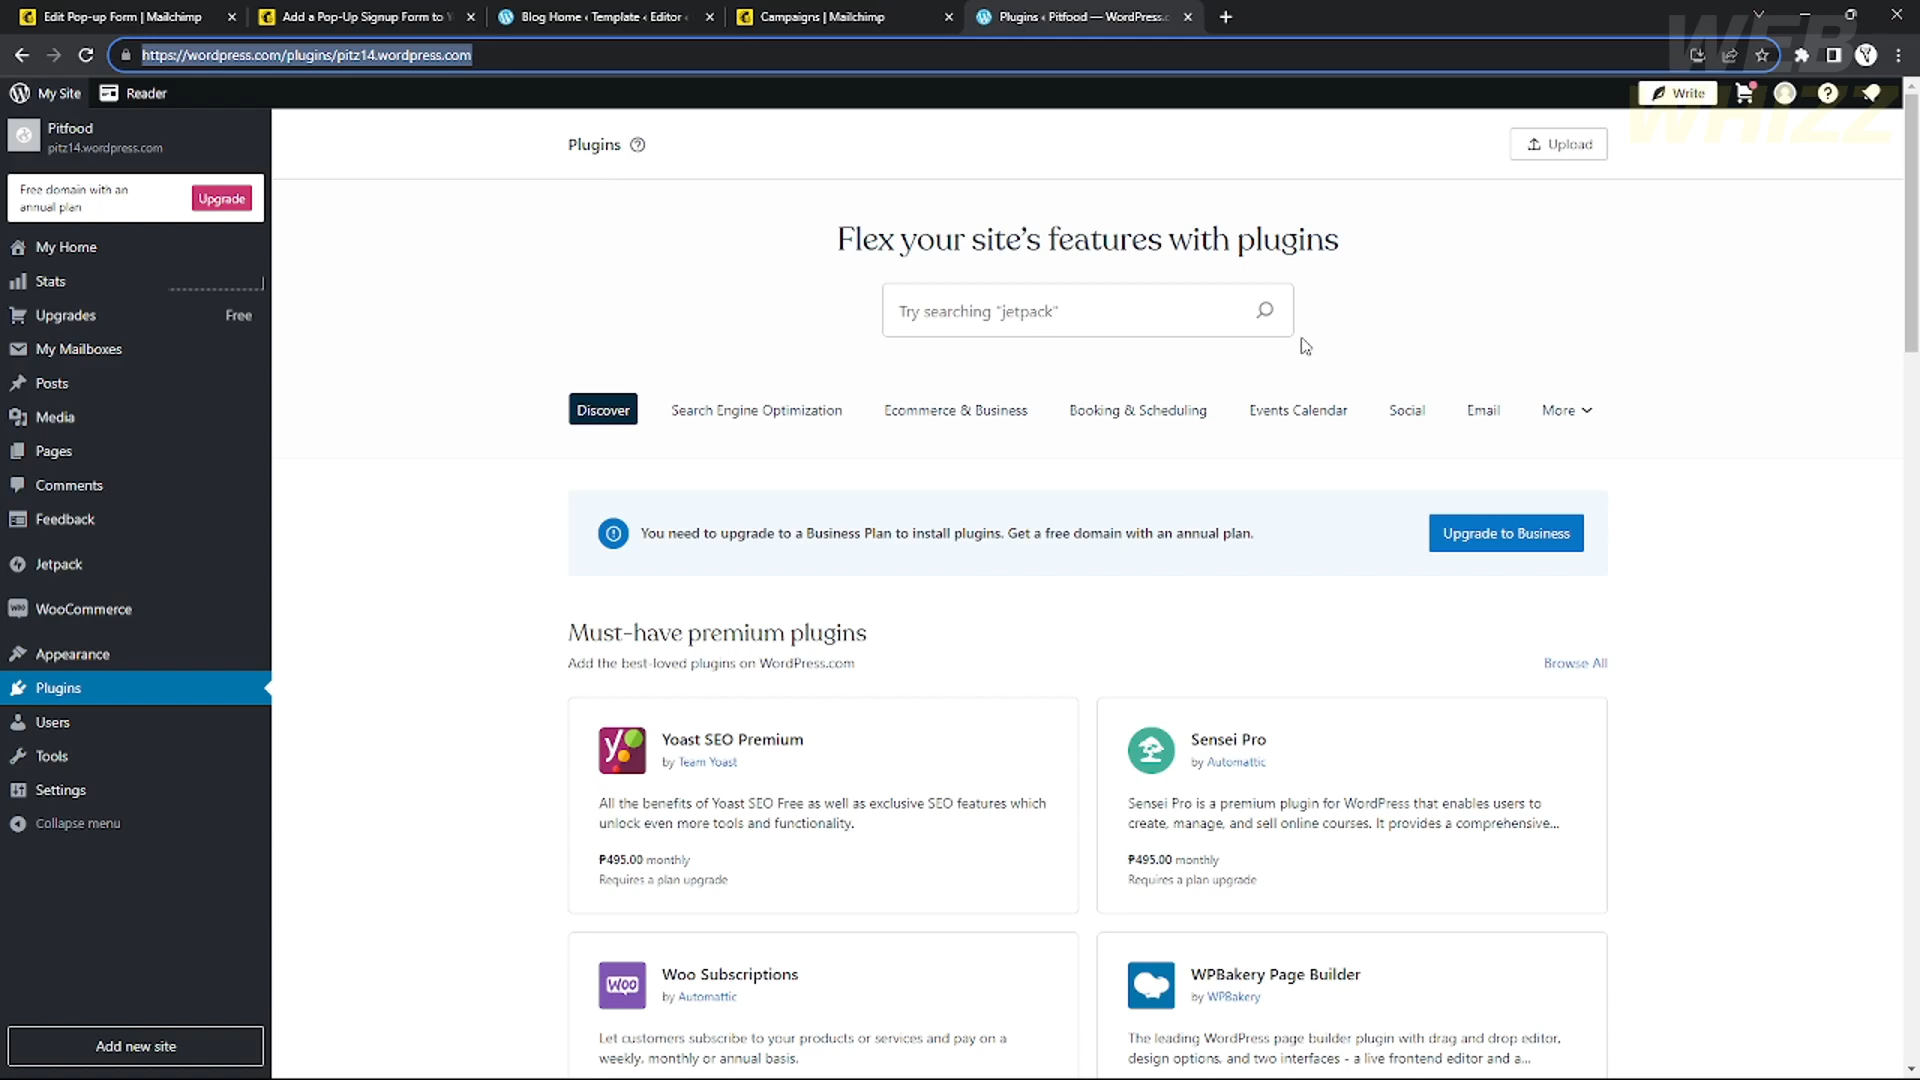 Edit Pop-up Form | Mailchimp
Add a Pop-Up Signup Form to Y
Blog Home ‹ Template ‹ Editor
Campaigns | Mailchimp
Plugins ‹ Pitfood — WordPress.c
https://wordpress.com/plugins/pitz14.wordpress.com
WEB
WHIZZ
My Site
Reader
Write
Pitfood
pitz14.wordpress.com
Free domain with an
annual plan
Upgrade
My Home
Stats
Upgrades
Free
My Mailboxes
Posts
Media
Pages
Comments
Feedback
Jetpack
WooCommerce
Appearance
Plugins
Users
Tools
Settings
Collapse menu
Add new site
Plugins
Upload
Flex your site's features with plugins
Try searching "jetpack"
Discover
Search Engine Optimization
Ecommerce & Business
Booking & Scheduling
Events Calendar
Social
Email
More
You need to upgrade to a Business Plan to install plugins. Get a free domain with an annual plan.
Upgrade to Business
Must-have premium plugins
Add the best-loved plugins on WordPress.com
Browse All
Yoast SEO Premium
by Team Yoast
All the benefits of Yoast SEO Free as well as exclusive SEO features which
unlock even more tools and functionality.
₱495.00 monthly
Requires a plan upgrade
Sensei Pro
by Automattic
Sensei Pro is a premium plugin for WordPress that enables users to
create, manage, and sell online courses. It provides a comprehensive...
₱495.00 monthly
Requires a plan upgrade
WOO
Woo Subscriptions
by Automattic
Let customers subscribe to your products or services and pay on a
weekly, monthly or annual basis.
WPBakery Page Builder
by WPBakery
The leading WordPress page builder plugin with drag and drop editor,
design options, and two interfaces - a live frontend editor and a...